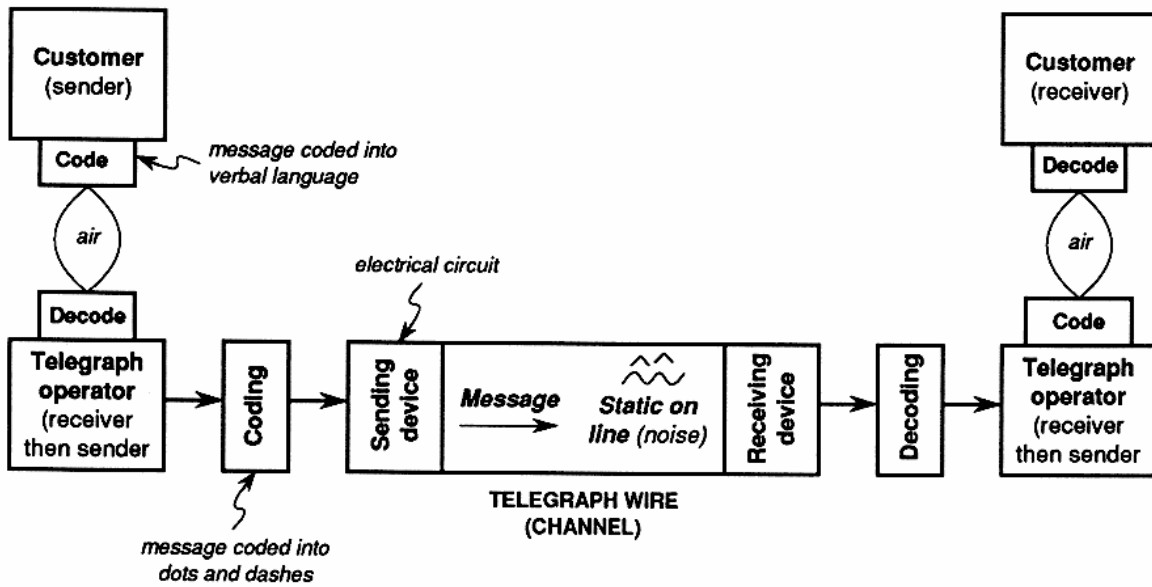 Customer
(sender)
Code
message coded into
verbal language
air
Decode
Telegraph
operator
(receiver
then sender
Coding
message coded into
dots and dashes
electrical circuit
Sending
device
Message
Static on
line (noise)
Receiving
device
TELEGRAPH WIRE
(CHANNEL)
Decoding
Customer
(receiver)
Decode
air
Code
Telegraph
operator
(receiver
then sender